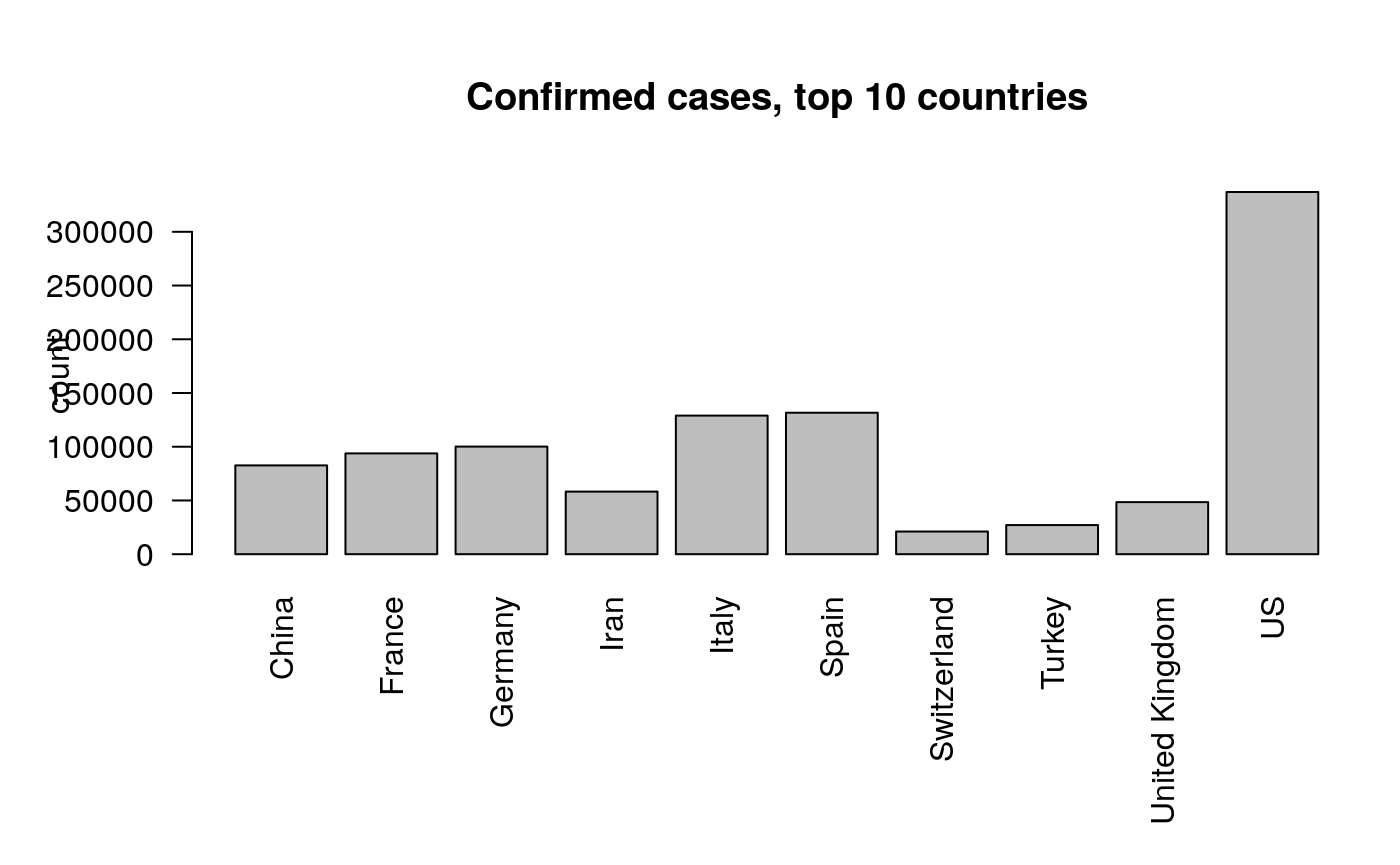 Confirmed cases, top 10 countries
300000
250000
200000
150000
100000
50000
0
count
China
France
Germany
Iran
Italy
Spain
Switzerland
Turkey
United Kingdom
US